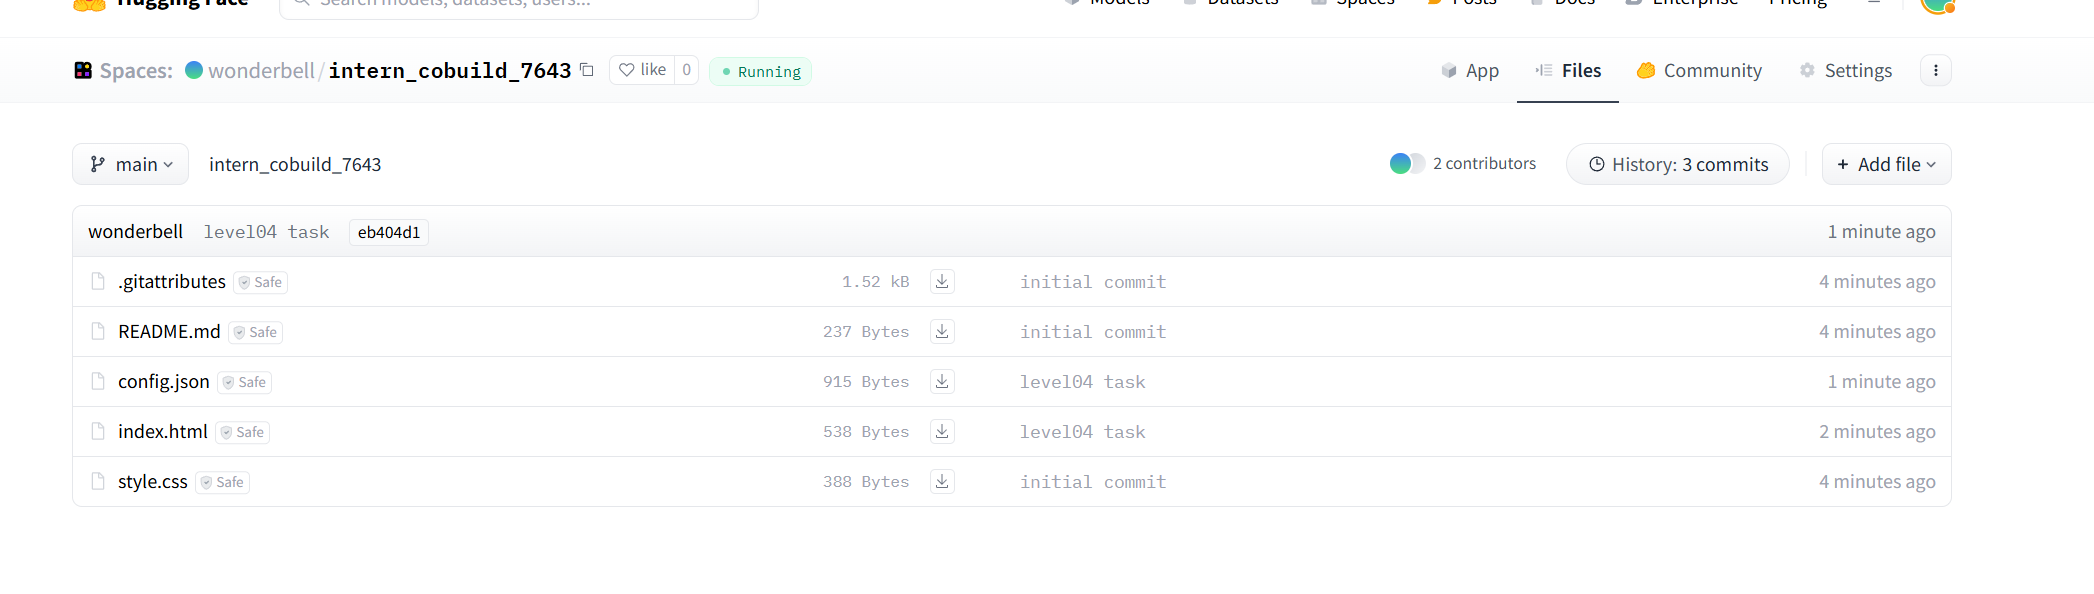 Hugging Face Search models, datasets, users... Models Datasets Spaces Posts Docs Enterprise Pricing
Spaces: wonderbell/intern_cobuild_7643 like 0 Running App Files Community Settings
main intern_cobuild_7643 2 contributors History: 3 commits + Add file
wonderbell level04 task eb404d1 1 minute ago
.gitattributes Safe 1.52 kB initial commit 4 minutes ago
README.md Safe 237 Bytes initial commit 4 minutes ago
config.json Safe 915 Bytes level04 task 1 minute ago
index.html Safe 538 Bytes level04 task 2 minutes ago
style.css Safe 388 Bytes initial commit 4 minutes ago